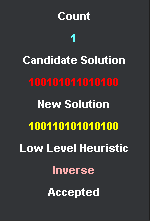 Count
1
Candidate Solution
100101011010100
New Solution
100110101010100
Low Level Heuristic
Inverse
Accepted